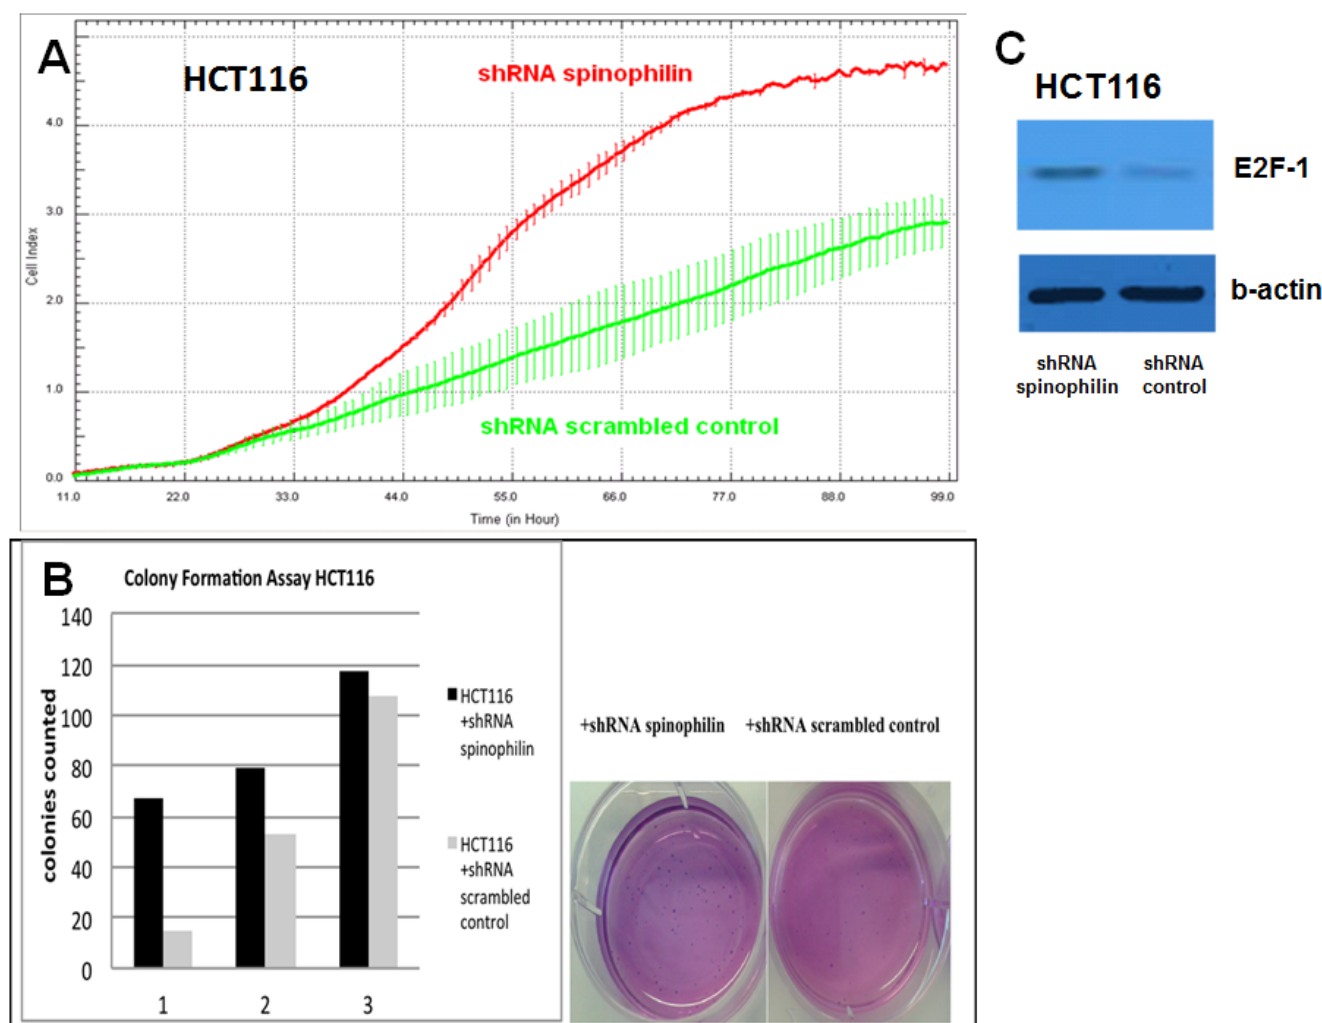 A
HCT116
shRNA spinophilin
shRNA scrambled control
Cell Index
4.0
3.0
2.0
1.0
0.0
11.0 22.0 33.0 44.0 55.0 66.0 77.0 88.0 99.0
Time (in Hour)
C
HCT116
E2F-1
b-actin
shRNA shRNA
spinophilin control
B
Colony Formation Assay HCT116
colonies counted
140
120
100
80
60
40
20
0
1 2 3
HCT116
+shRNA
spinophilin
HCT116
+shRNA
scrambled
control
+shRNA spinophilin +shRNA scrambled control